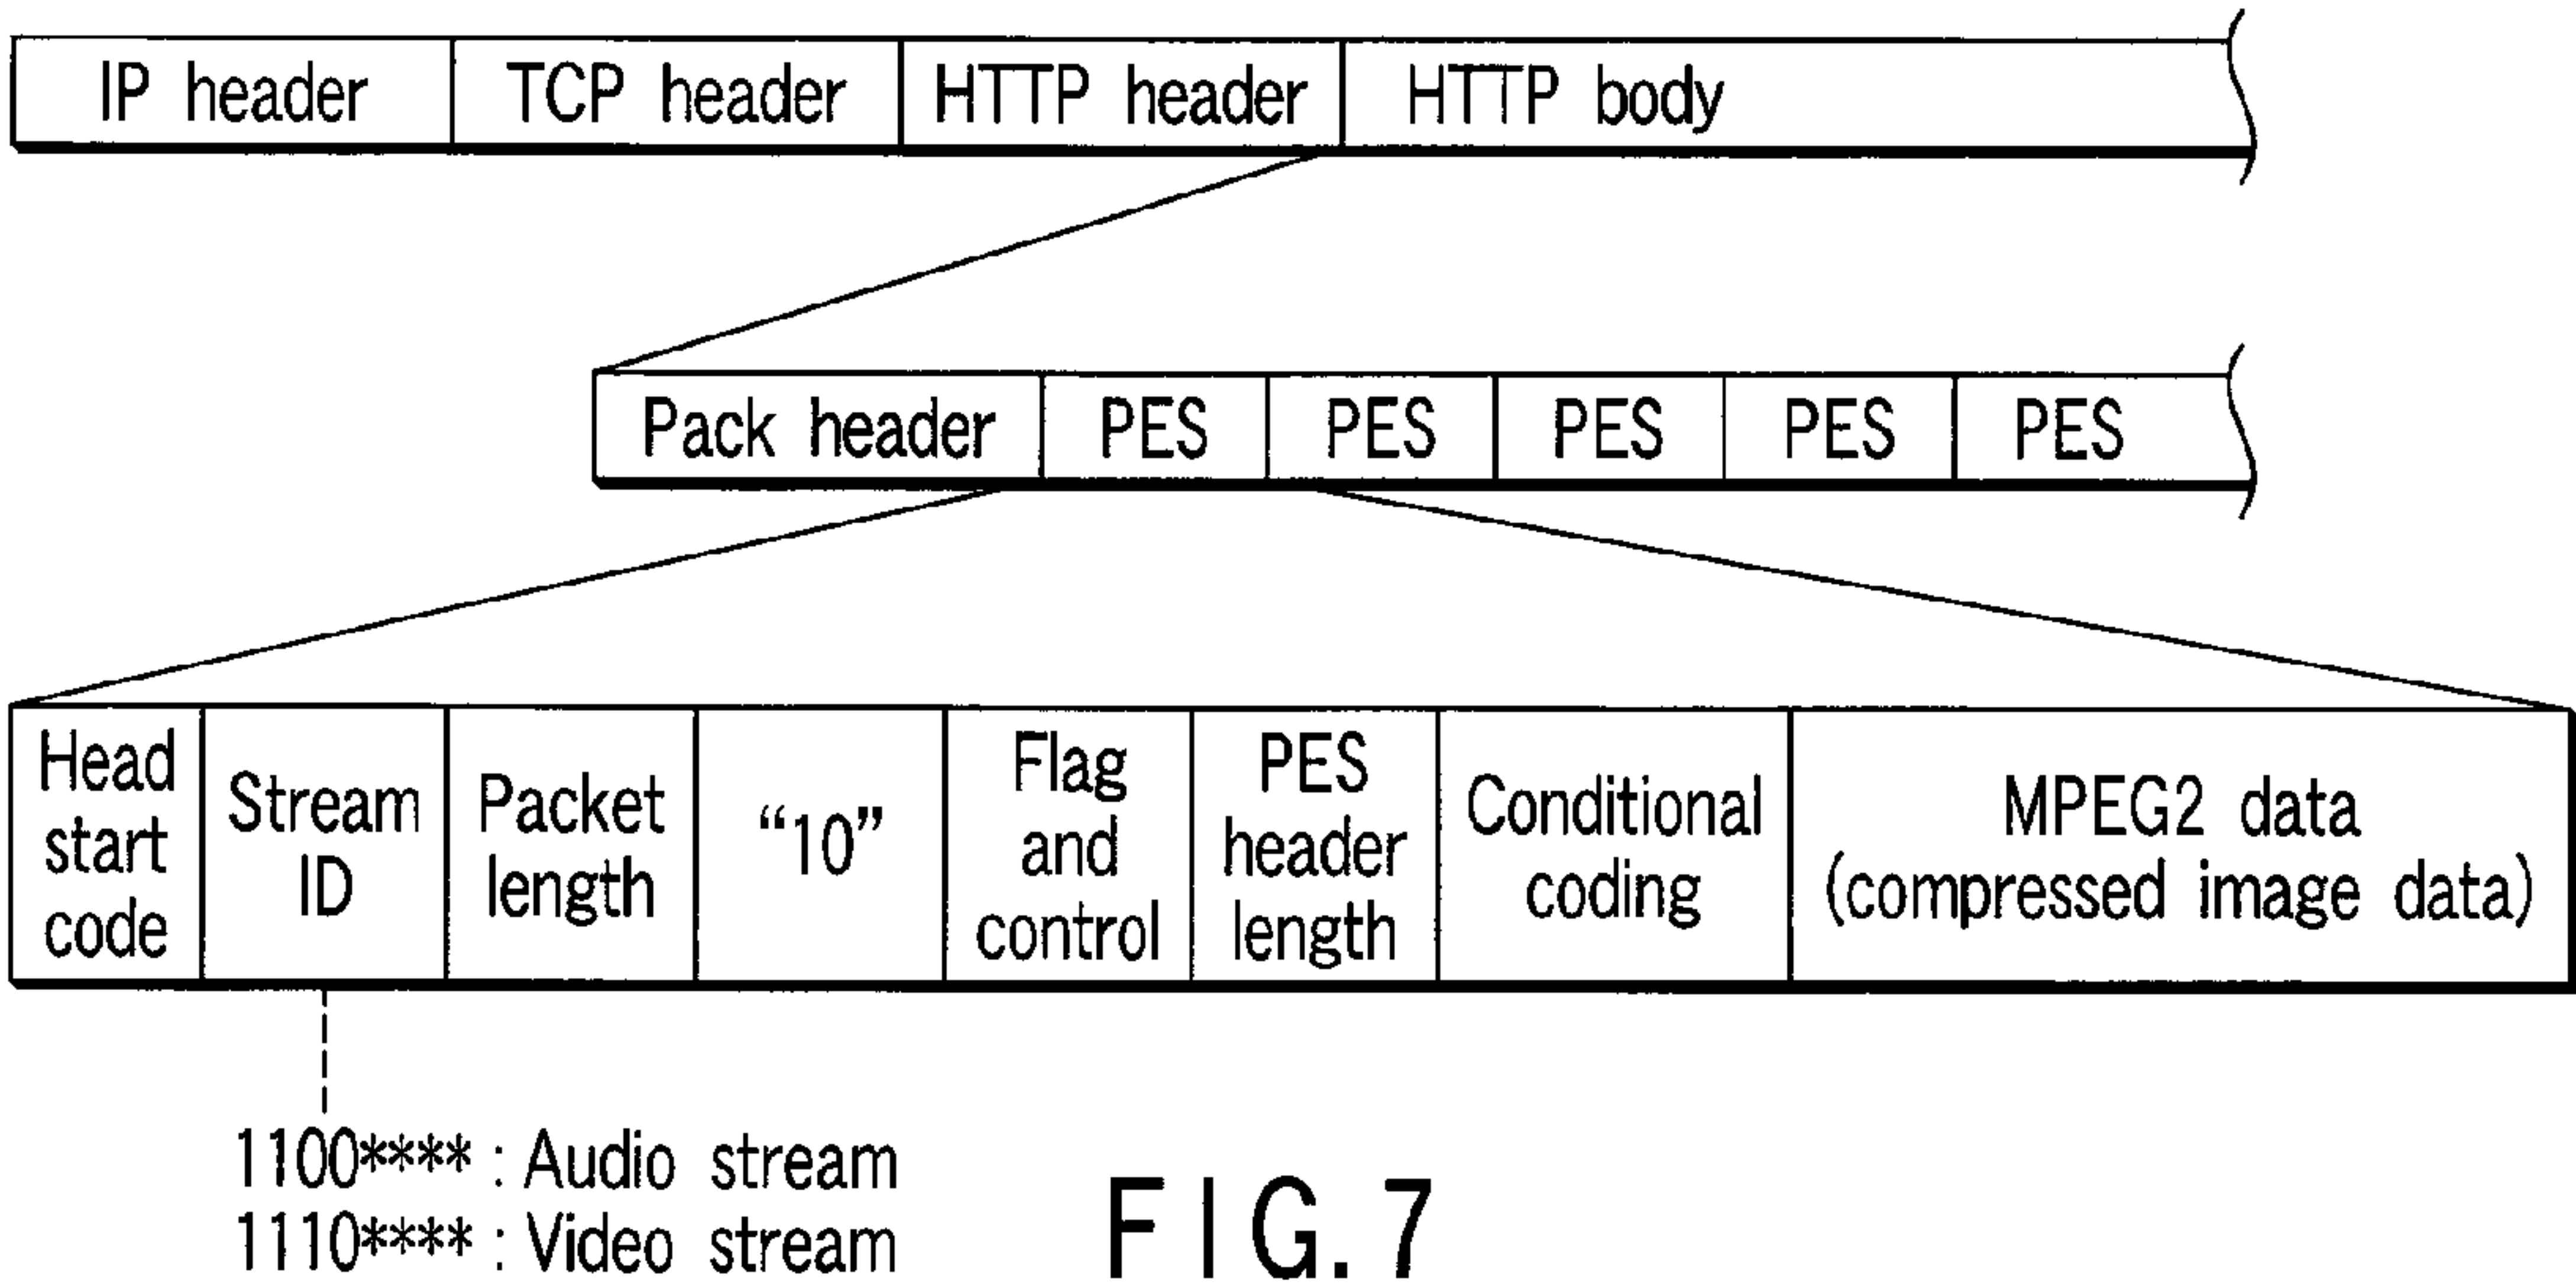 IP header TCP header HTTP header HTTP body
Pack header PES PES PES PES PES
Head start code
Stream ID
Packet length
“10”
Flag and control
PES header length
Conditional coding
MPEG2 data (compressed image data)
1100**** : Audio stream
1110**** : Video stream
FIG.7